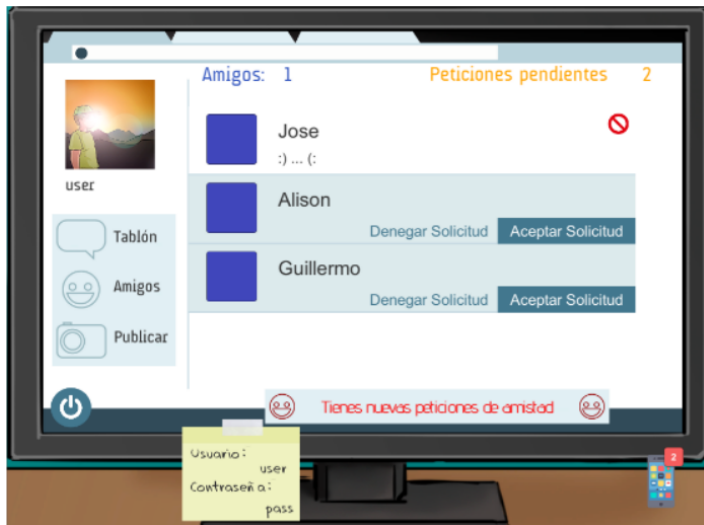 Amigos: 1
Peticiones pendientes 2
Jose
:) ... (:
user
Alison
Denegar Solicitud Aceptar Solicitud
Tablón
Guillermo
Amigos
Denegar Solicitud Aceptar Solicitud
Publicar
Tienes nuevas peticiones de amistad
Usuario:
user
Contraseña:
pass
2